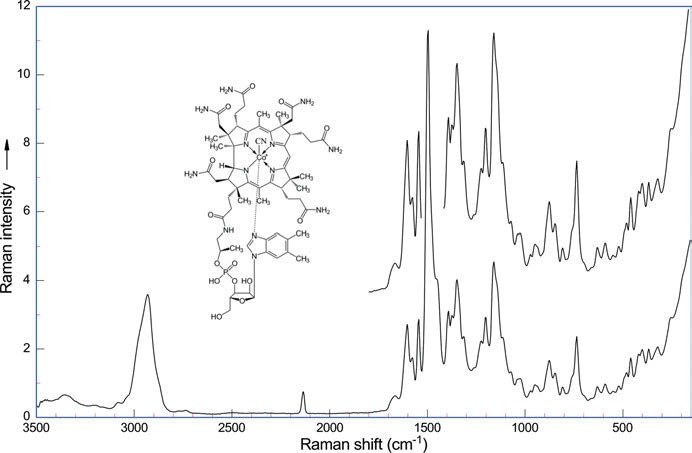 12
10
8
6
4
2
0
Raman intensity
3500
3000
2500
2000
1500
1000
500
Raman shift (cm-1)
H₂N
O
H₂N
O
CH₃
O
NH₂
H₃C
H₃C
CN
N
N
Co⁺
O
NH₂
H
N
N
H₂N
O
CH₃
CH₃
CH₃
CH₃
O
NH₂
O
NH
CH₃
N
CH₃
N
CH₃
O
O
P
HO
O
HO
O
HO